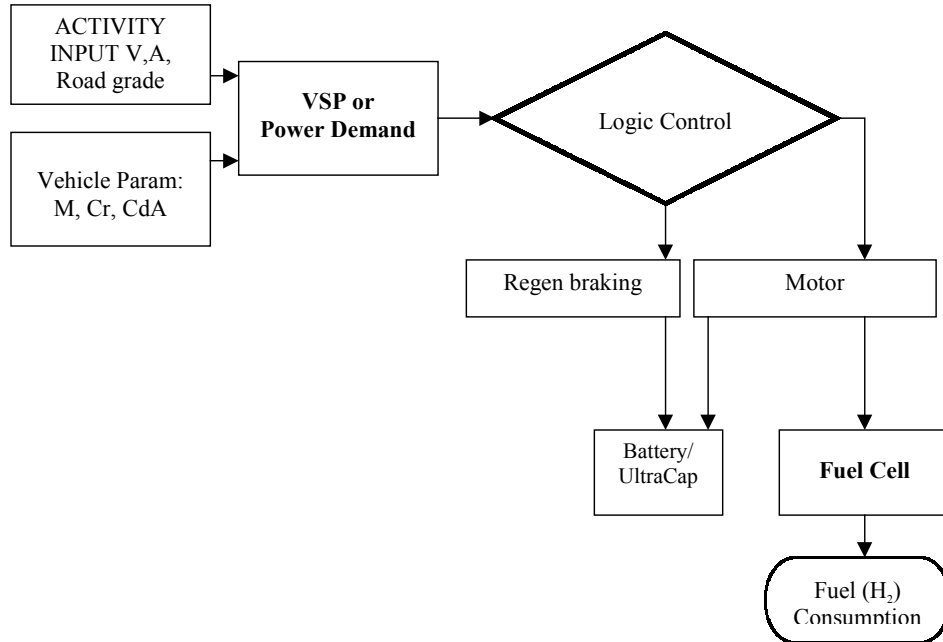 ACTIVITY
INPUT V,A,
Road grade
VSP or
Power Demand
Logic Control
Vehicle Param:
M, Cr, CdA
Regen braking
Motor
Battery/
UltraCap
Fuel Cell
Fuel (H₂)
Consumption